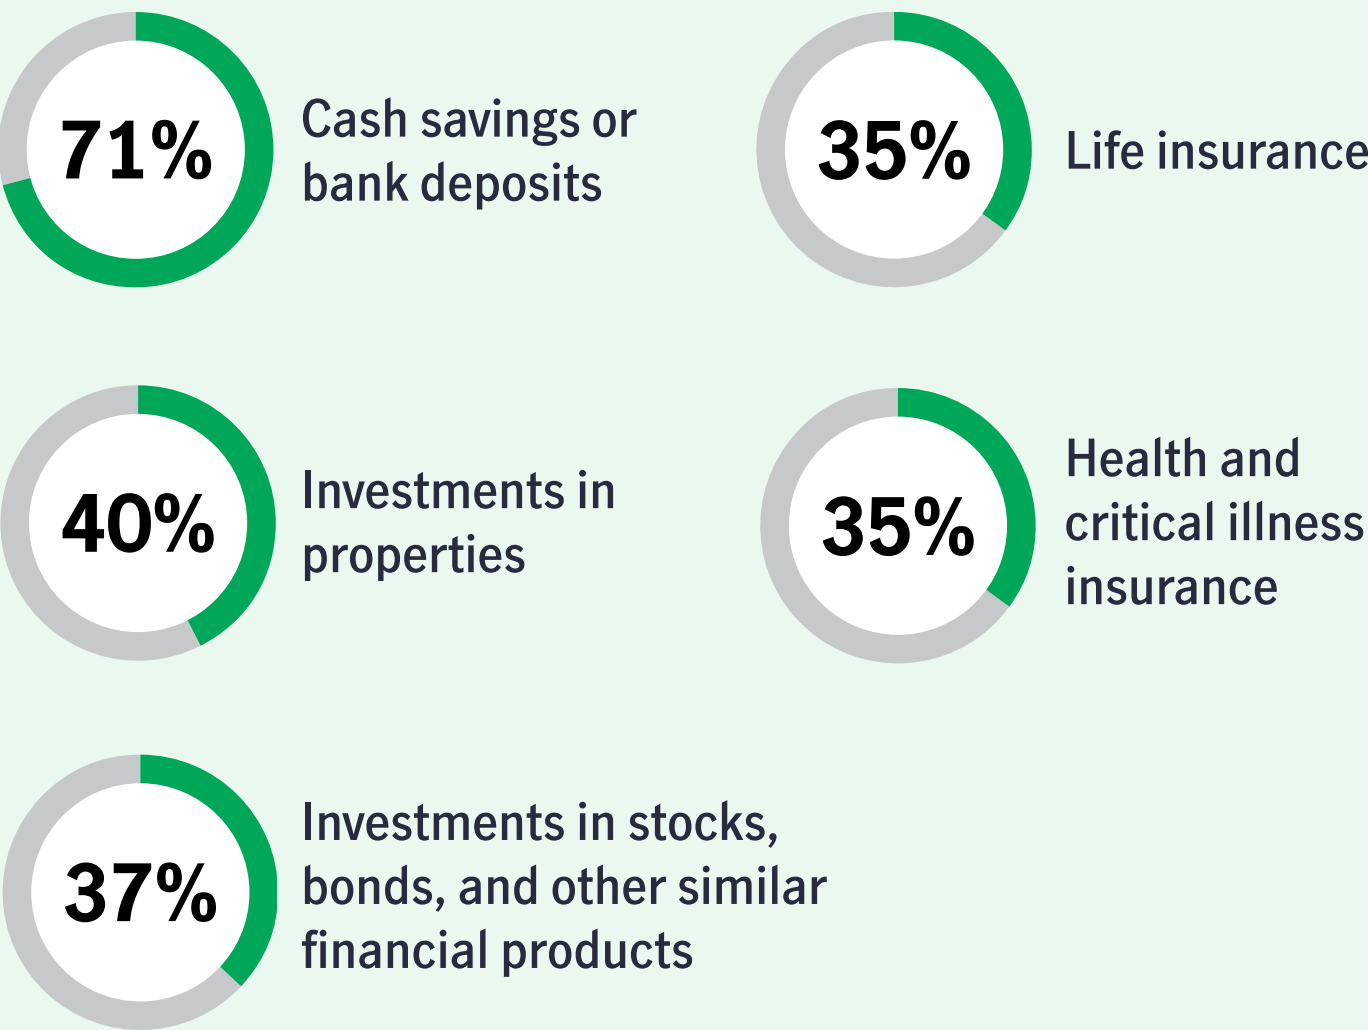 71%
Cash savings or
bank deposits
35%
Life insurance
40%
Investments in
properties
35%
Health and
critical illness
insurance
37%
Investments in stocks,
bonds, and other similar
financial products